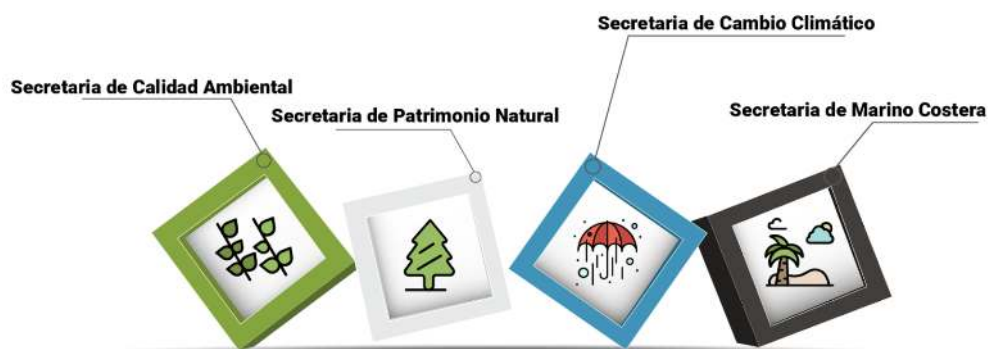 Secretaria de Cambio Climático
Secretaria de Calidad Ambiental
Secretaria de Patrimonio Natural
Secretaria de Marino Costera